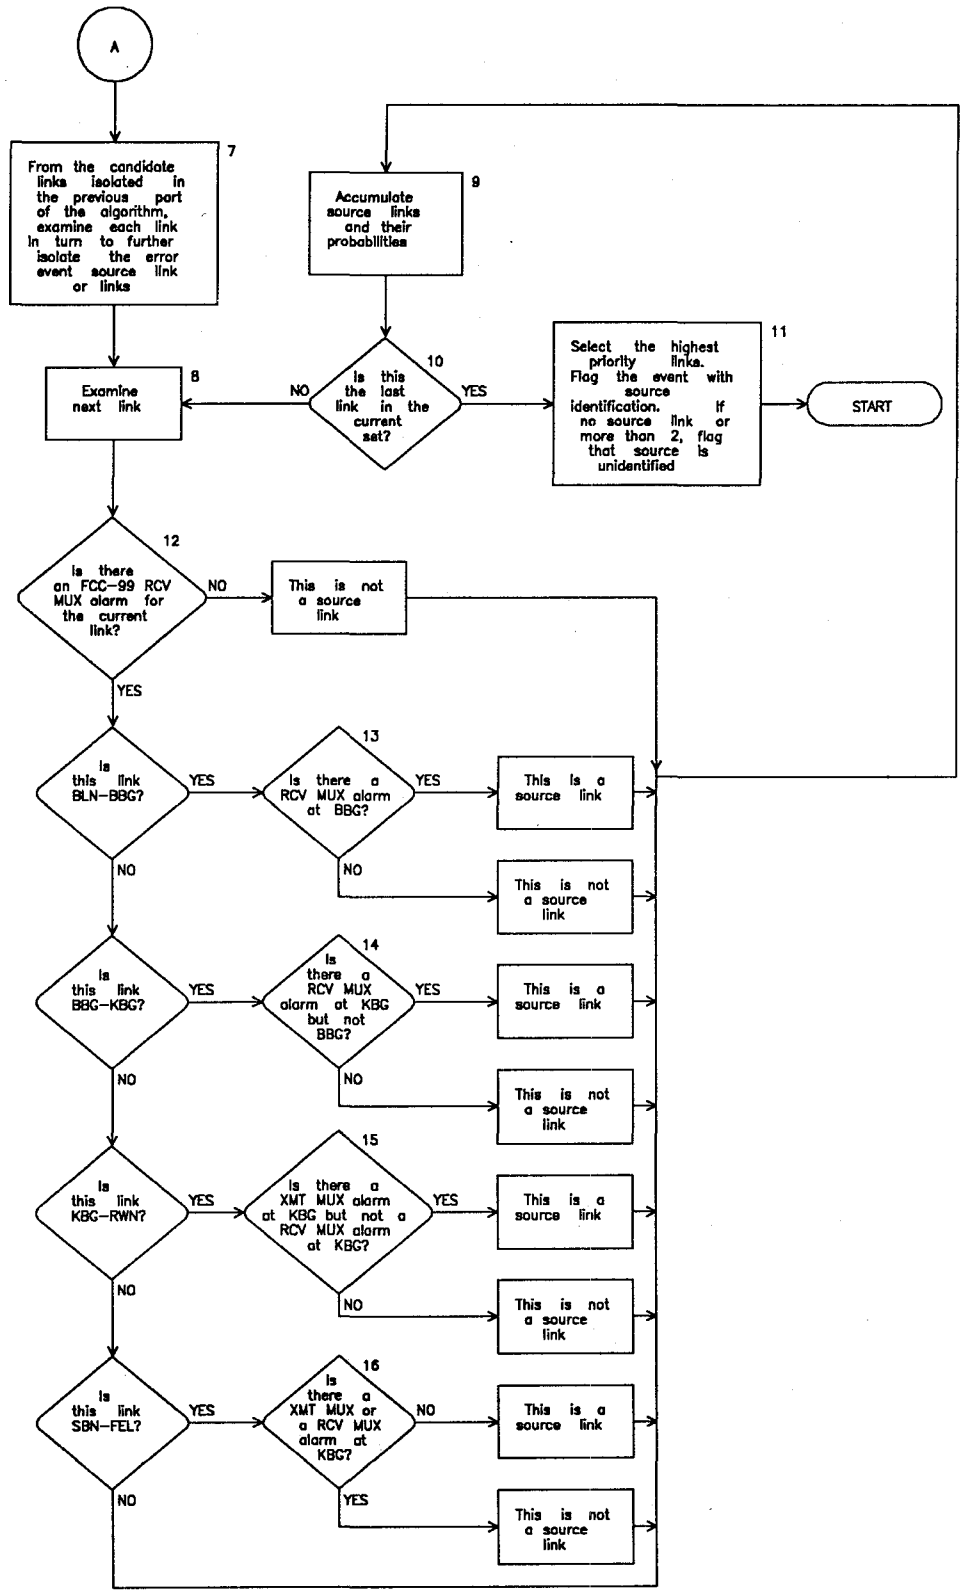 A
7
From the candidate
links isolated in
the previous part
of the algorithm,
examine each link
in turn to further
isolate the error
event source link
or links
8
Examine
next link
9
Accumulate
source links
and their
probabilities
10
Is this
the last
link in the
current
set?
NO
YES
11
Select the highest
priority links.
Flag the event with
source
identification. If
no source link or
more than 2, flag
that source is
unidentified
START
12
Is there
an FCC-99 RCV
MUX alarm for
the current
link?
NO
This is not
a source
link
YES
Is
this link
BLN-BBG?
YES
13
Is there a
RCV MUX alarm
at BBG?
YES
This is a
source link
NO
This is not
a source
link
NO
Is
this link
BBG-KBG?
YES
14
Is
there a
RCV MUX
alarm at KBG
but not
BBG?
YES
This is a
source link
NO
This is not
a source
link
NO
Is
this link
KBG-RWN?
YES
15
Is there a
XMT MUX alarm
at KBG but not a
RCV MUX alarm
at KBG?
YES
This is a
source link
NO
This is not
a source
link
NO
Is
this link
SBN-FEL?
YES
16
Is
there a
XMT MUX or
a RCV MUX
alarm at
KBG?
NO
This is a
source link
YES
This is not
a source
link
NO